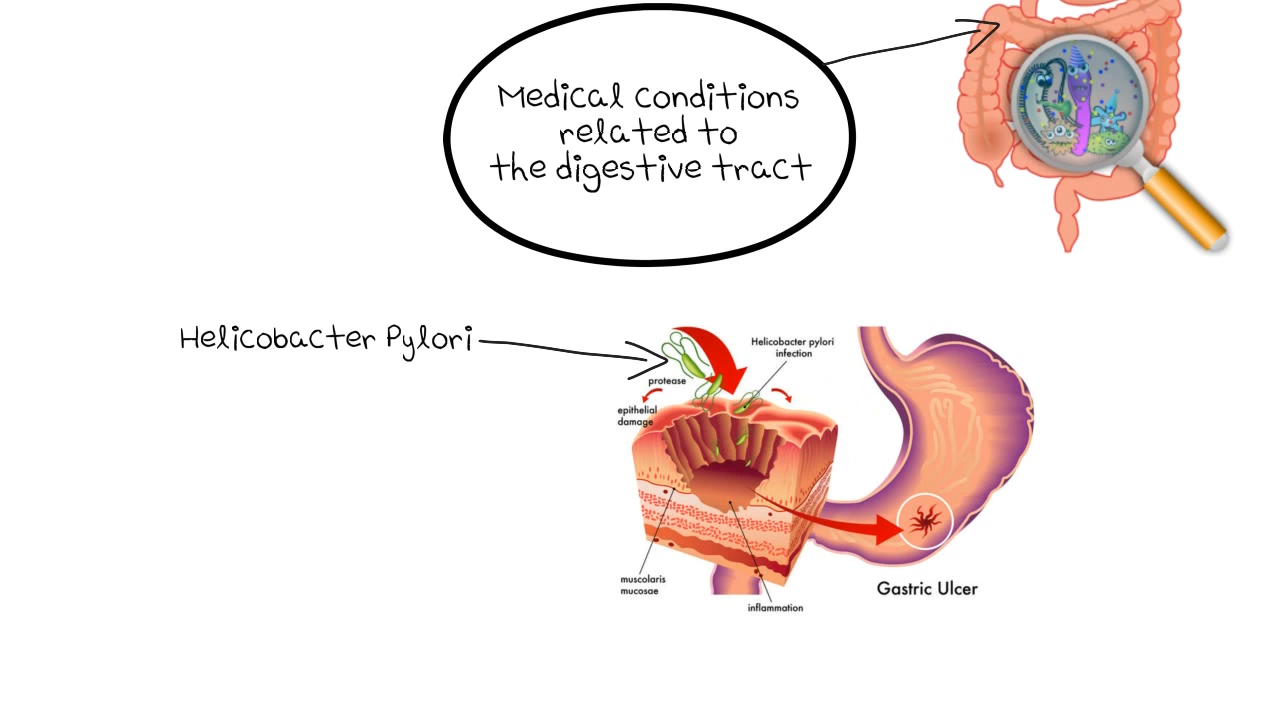 Medical conditions
related to
the digestive tract
Helicobacter Pylori
Helicobacter pylori
infection
protease
epithelial
damage
muscolaris
mucosae
inflammation
Gastric Ulcer